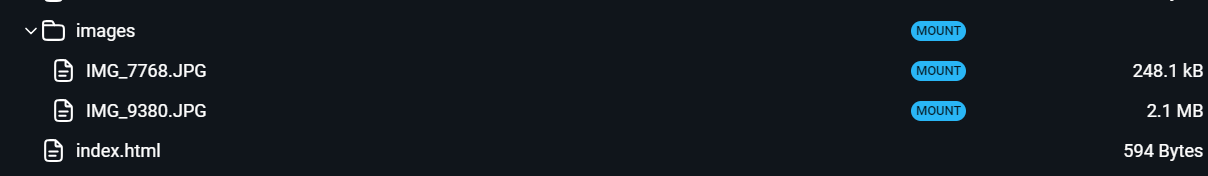 images MOUNT
IMG_7768.JPG MOUNT 248.1 kB
IMG_9380.JPG MOUNT 2.1 MB
index.html 594 Bytes